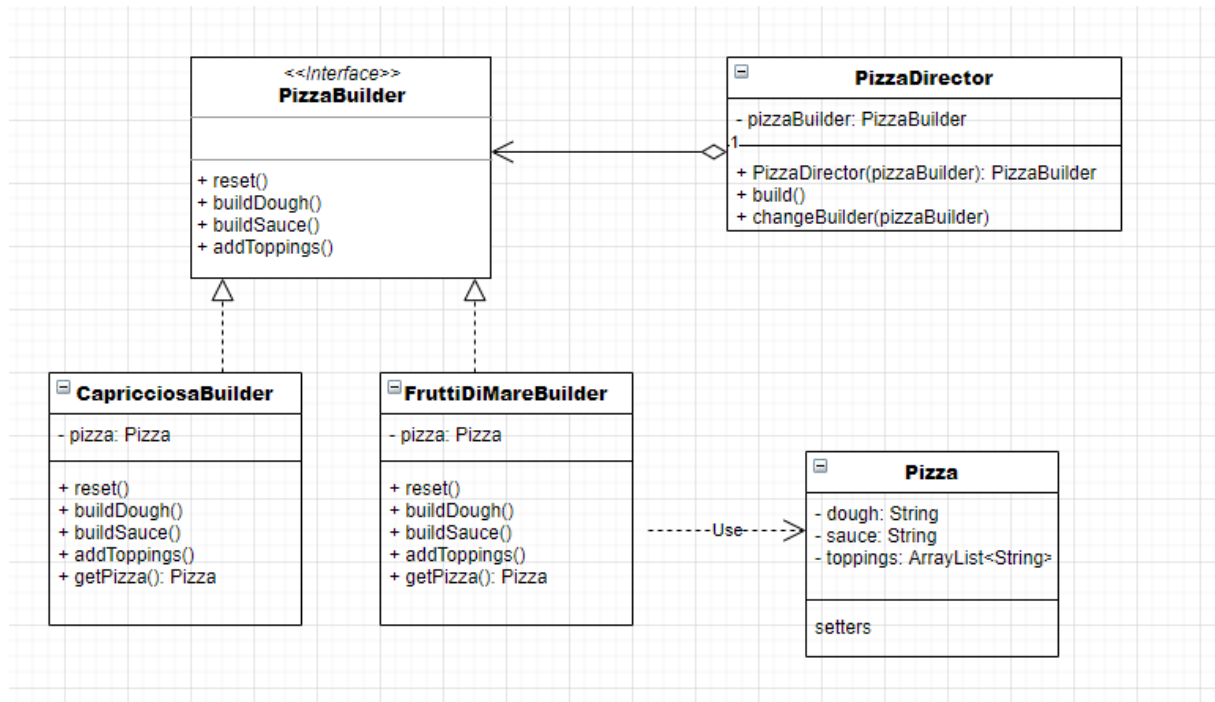 <<Interface>>
PizzaBuilder
+ reset()
+ buildDough()
+ buildSauce()
+ addToppings()
PizzaDirector
- pizzaBuilder: PizzaBuilder
1
+ PizzaDirector(pizzaBuilder): PizzaBuilder
+ build()
+ changeBuilder(pizzaBuilder)
CapricciosaBuilder
- pizza: Pizza
+ reset()
+ buildDough()
+ buildSauce()
+ addToppings()
+ getPizza(): Pizza
FruttiDiMareBuilder
- pizza: Pizza
+ reset()
+ buildDough()
+ buildSauce()
+ addToppings()
+ getPizza(): Pizza
Use
Pizza
- dough: String
- sauce: String
- toppings: ArrayList<String>
setters